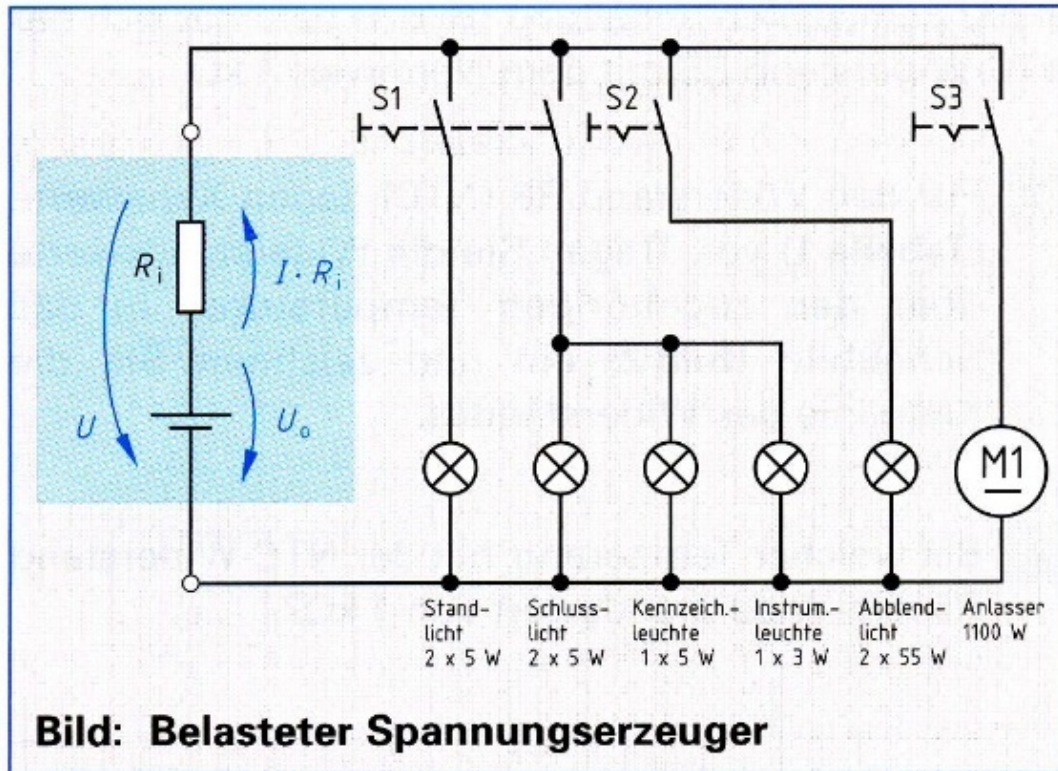 S1
S2
S3
Ri
I · Ri
U
Uo
M1
Stand-
licht
2 x 5 W
Schluss-
licht
2 x 5 W
Kennzeich.-
leuchte
1 x 5 W
Instrum.-
leuchte
1 x 3 W
Abblend-
licht
2 x 55 W
Anlasser
1100 W
Bild: Belasteter Spannungserzeuger